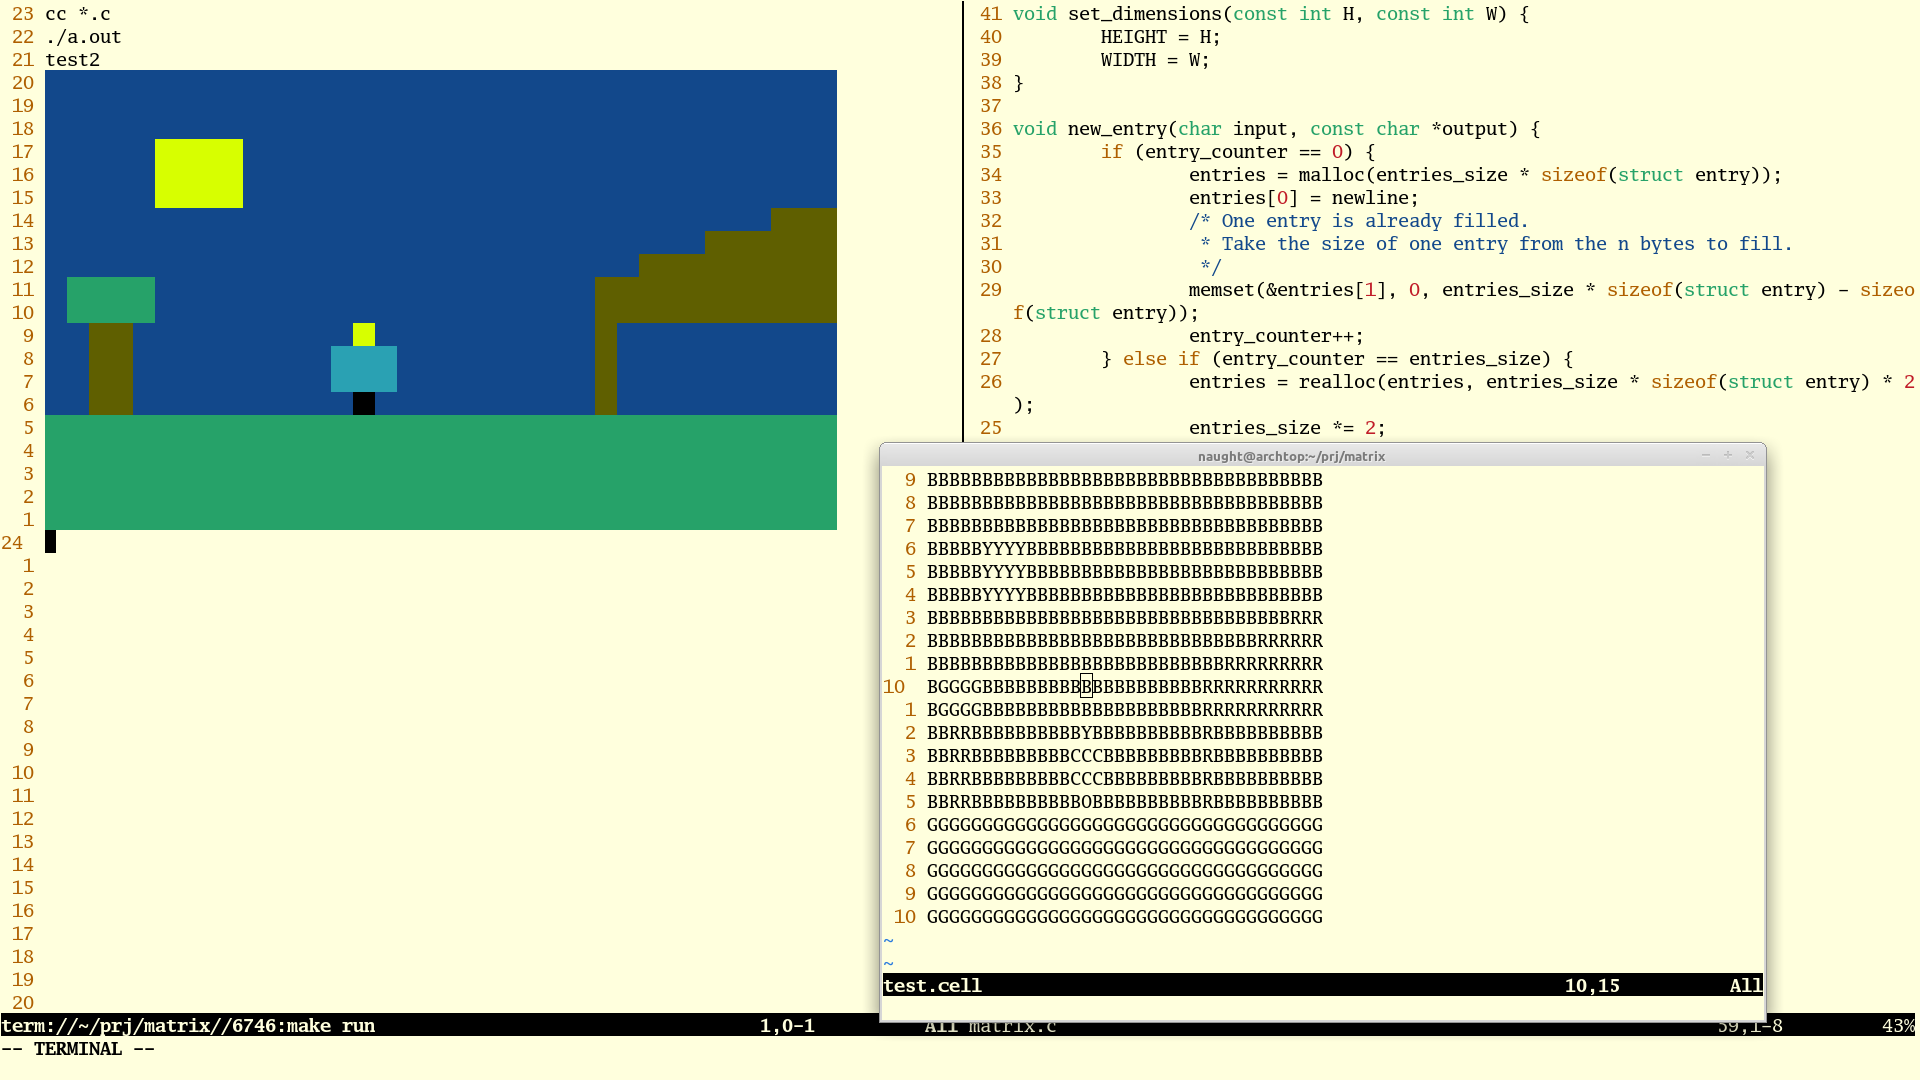 23 cc *.c
22 ./a.out
21 test2
20
19
18
17
16
15
14
13
12
11
10
9
8
7
6
5
4
3
2
1
24
1
2
3
4
5
6
7
8
9
10
11
12
13
14
15
16
17
18
19
20
term://~/prj/matrix//6746:make run 1,0-1 All
-- TERMINAL --
41 void set_dimensions(const int H, const int W) {
40 HEIGHT = H;
39 WIDTH = W;
38 }
37
36 void new_entry(char input, const char *output) {
35 if (entry_counter == 0) {
34 entries = malloc(entries_size * sizeof(struct entry));
33 entries[0] = newline;
32 /* One entry is already filled.
31 * Take the size of one entry from the n bytes to fill.
30 */
29 memset(&entries[1], 0, entries_size * sizeof(struct entry) - sizeo
f(struct entry));
28 entry_counter++;
27 } else if (entry_counter == entries_size) {
26 entries = realloc(entries, entries_size * sizeof(struct entry) * 2
);
25 entries_size *= 2;
matrix.c 39,1-8 43%
naught@archtop:~/prj/matrix
9 BBBBBBBBBBBBBBBBBBBBBBBBBBBBBBBBBBBB
8 BBBBBBBBBBBBBBBBBBBBBBBBBBBBBBBBBBBB
7 BBBBBBBBBBBBBBBBBBBBBBBBBBBBBBBBBBBB
6 BBBBBYYYYBBBBBBBBBBBBBBBBBBBBBBBBBBB
5 BBBBBYYYYBBBBBBBBBBBBBBBBBBBBBBBBBBB
4 BBBBBYYYYBBBBBBBBBBBBBBBBBBBBBBBBBBB
3 BBBBBBBBBBBBBBBBBBBBBBBBBBBBBBBBBRRR
2 BBBBBBBBBBBBBBBBBBBBBBBBBBBBBBRRRRRR
1 BBBBBBBBBBBBBBBBBBBBBBBBBBBRRRRRRRRR
10 BGGGGBBBBBBBBBBBBBBBBBBBBRRRRRRRRRRR
1 BGGGGBBBBBBBBBBBBBBBBBBBBRRRRRRRRRRR
2 BBRRBBBBBBBBBBYBBBBBBBBBBRBBBBBBBBBB
3 BBRRBBBBBBBBBCCCBBBBBBBBBRBBBBBBBBBB
4 BBRRBBBBBBBBBCCCBBBBBBBBBRBBBBBBBBBB
5 BBRRBBBBBBBBBBOBBBBBBBBBBRBBBBBBBBBB
6 GGGGGGGGGGGGGGGGGGGGGGGGGGGGGGGGGGGG
7 GGGGGGGGGGGGGGGGGGGGGGGGGGGGGGGGGGGG
8 GGGGGGGGGGGGGGGGGGGGGGGGGGGGGGGGGGGG
9 GGGGGGGGGGGGGGGGGGGGGGGGGGGGGGGGGGGG
10 GGGGGGGGGGGGGGGGGGGGGGGGGGGGGGGGGGGG
~
~
test.cell 10,15 All